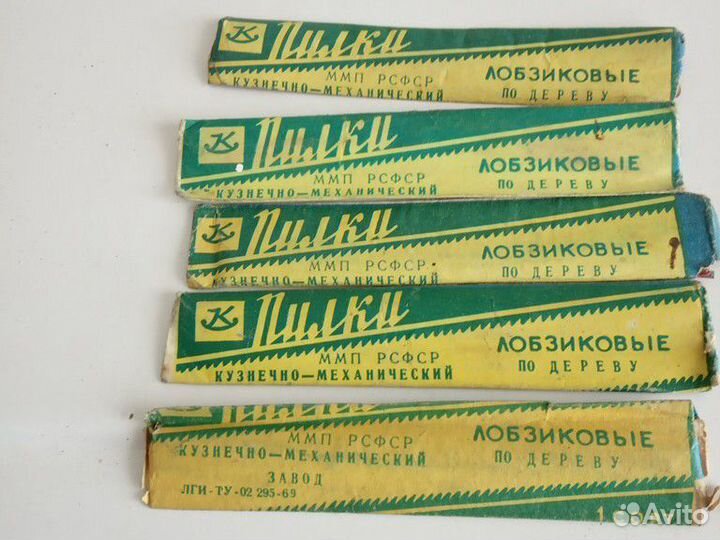 Пилки
ММП РСФСР
КУЗНЕЧНО—МЕХАНИЧЕСКИЙ
ЛОБЗИКОВЫЕ
ПО ДЕРЕВУ
Пилки
ММП РСФСР
КУЗНЕЧНО—МЕХАНИЧЕСКИЙ
ЛОБЗИКОВЫЕ
ПО ДЕРЕВУ
Пилки
ММП РСФСР
КУЗНЕЧНО—МЕХАНИЧЕСКИЙ
ЛОБЗИКОВЫЕ
ПО ДЕРЕВУ
Пилки
ММП РСФСР
КУЗНЕЧНО—МЕХАНИЧЕСКИЙ
ЛОБЗИКОВЫЕ
ПО ДЕРЕВУ
Пилки
ММП РСФСР
КУЗНЕЧНО—МЕХАНИЧЕСКИЙ
ЗАВОД
ЛГИ-ТУ-02 295-69
ЛОБЗИКОВЫЕ
ПО ДЕРЕВУ
1
Avito